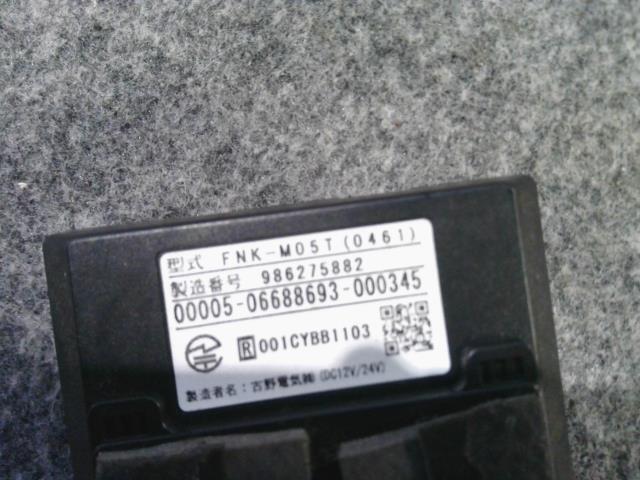 型式 FNK-M05T(0461)
製造番号 986275882
00005-06688693-000345
R 001CYBB1103
製造者名：古野電気㈱ (DC12V/24V)